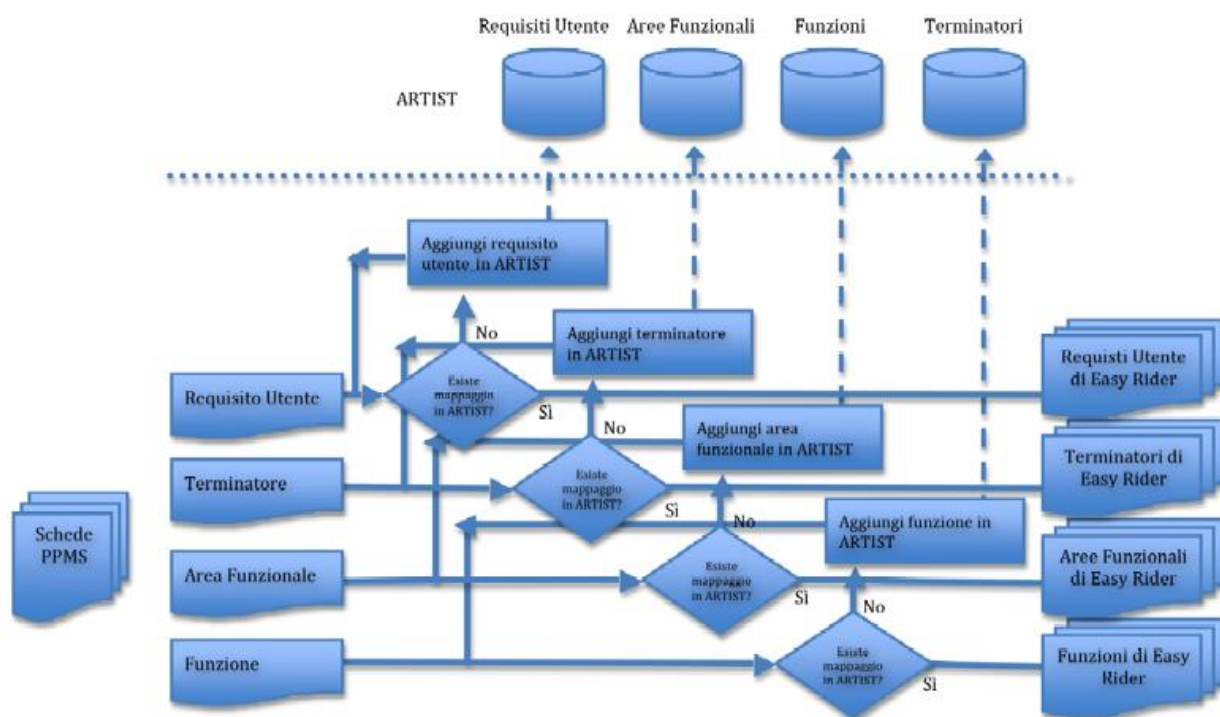 Requisiti Utente
Aree Funzionali
Funzioni
Terminatori
ARTIST
Aggiungi requisito
utente in ARTIST
No
Aggiungi terminatore
in ARTIST
Requisti Utente
di Easy Rider
Requisito Utente
Esiste
mappaggio
in ARTIST?
Sì
No
Aggiungi area
funzionale in ARTIST
Terminatori di
Easy Rider
Terminatore
Esiste
mappaggio
in ARTIST?
Sì
No
Aggiungi funzione in
ARTIST
Schede
PPMS
Area Funzionale
Esiste
mappaggio
in ARTIST?
Sì
No
Aree Funzionali
di Easy Rider
Funzione
Esiste
mappaggio
in ARTIST?
Sì
Funzioni di Easy
Rider